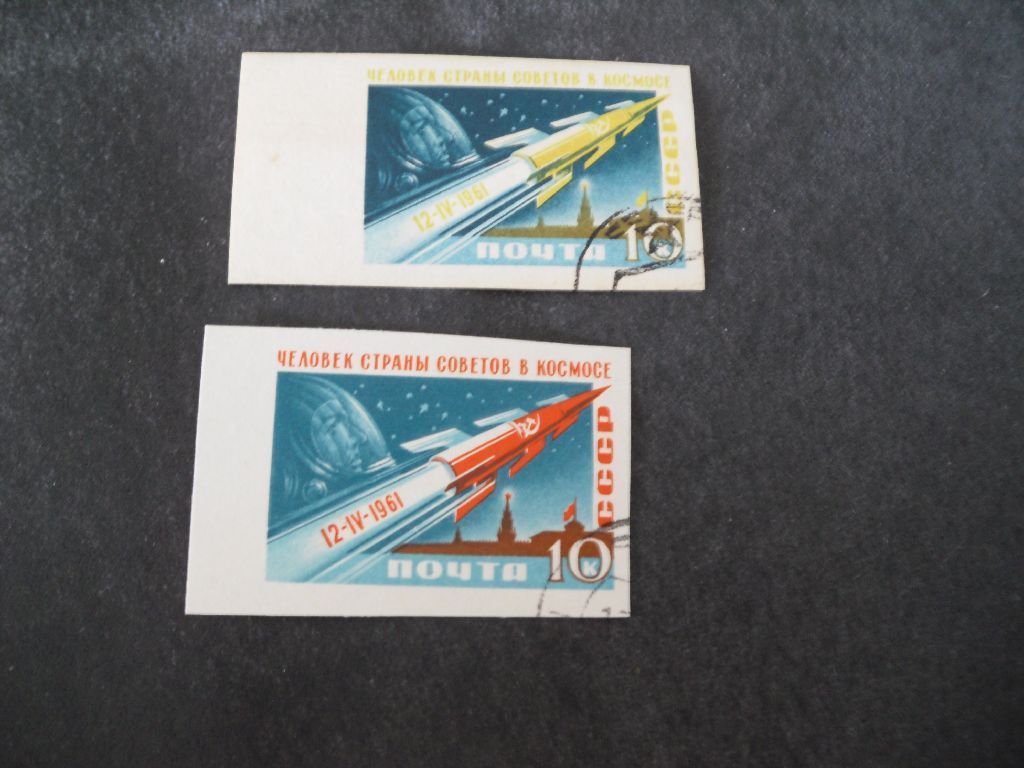 ЧЕЛОВЕК СТРАНЫ СОВЕТОВ В КОСМОСЕ
СССР
12-IV-1961
ПОЧТА 10 К
ЧЕЛОВЕК СТРАНЫ СОВЕТОВ В КОСМОСЕ
СССР
12-IV-1961
ПОЧТА 10 К